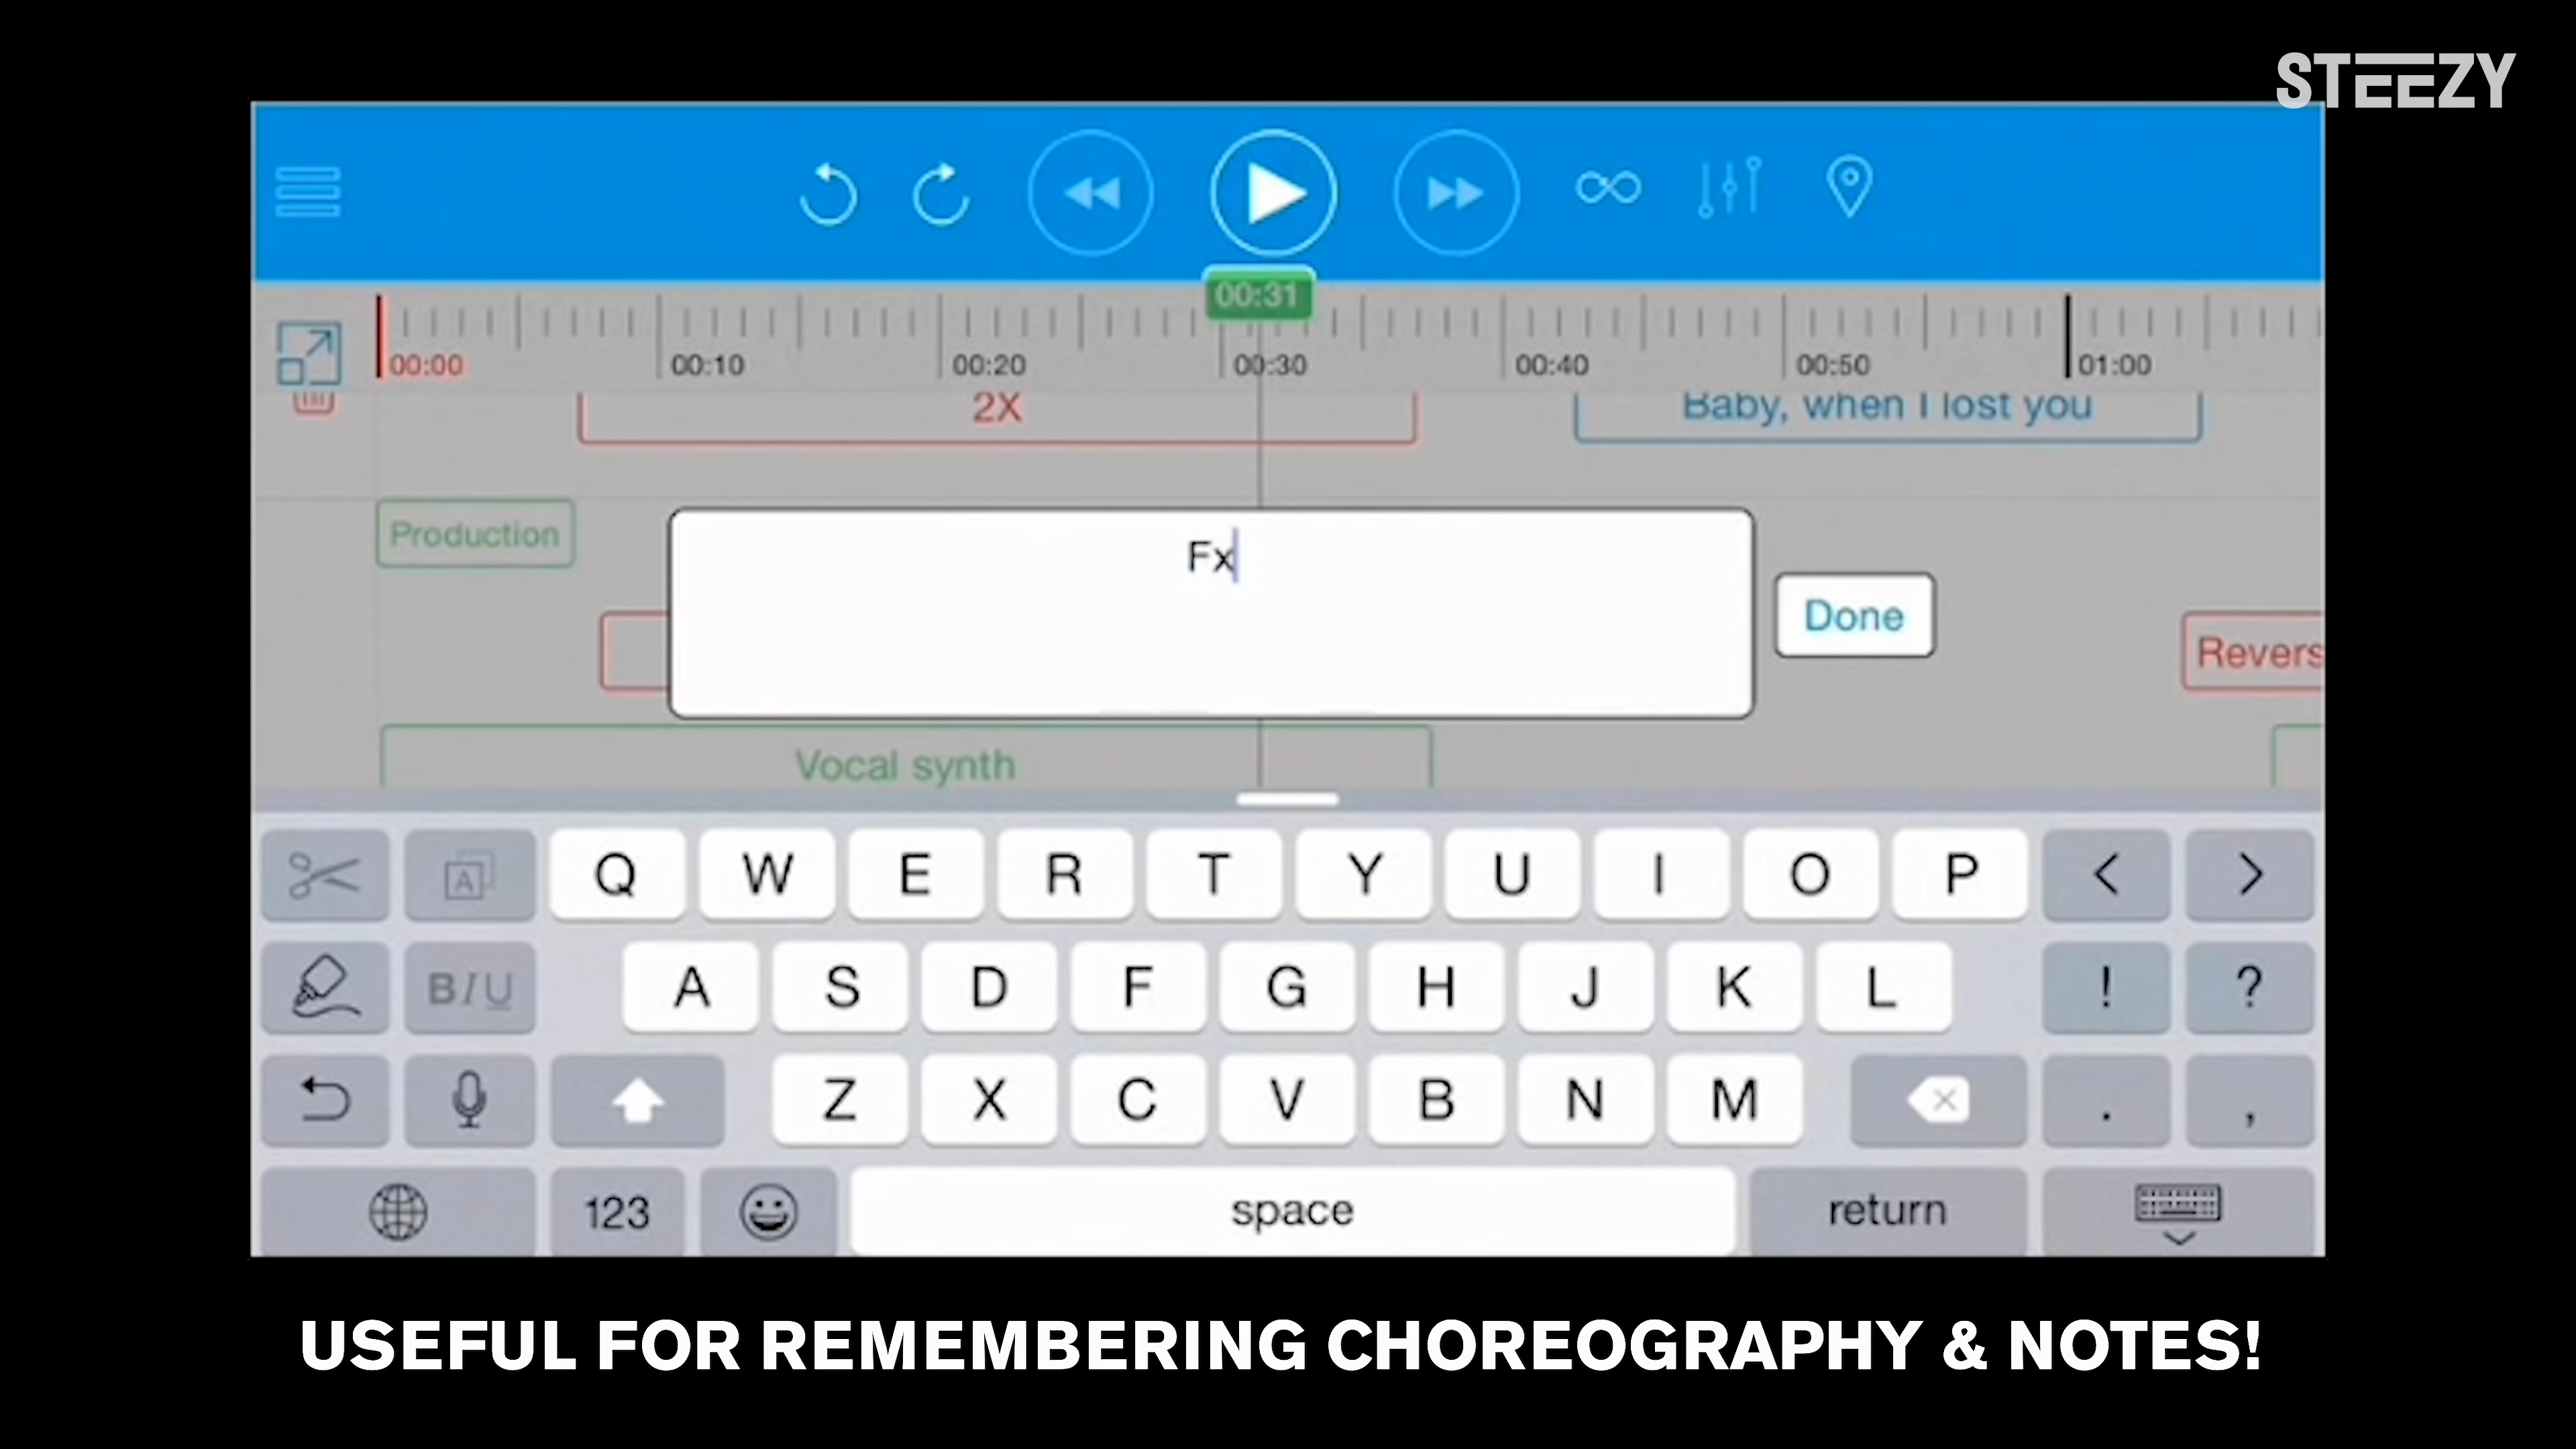 STEEZY
00:31
00:00 00:10 00:20 00:30 00:40 00:50 01:00
2X Baby, when I lost you
Production
Fx
Done
Revers
Vocal synth
A Q W E R T Y U I O P < >
B I U A S D F G H J K L ! ?
Z X C V B N M . ,
123 space return
USEFUL FOR REMEMBERING CHOREOGRAPHY & NOTES!